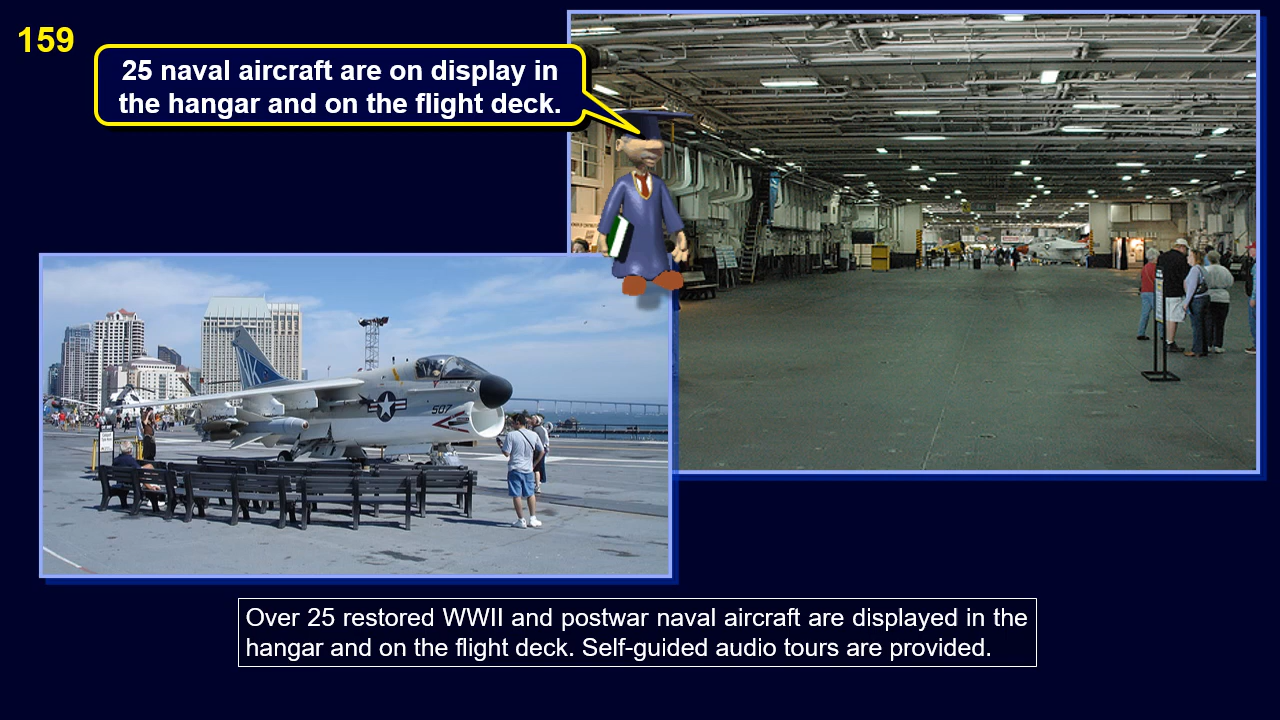 159
25 naval aircraft are on display in
the hangar and on the flight deck.
NK
507
Over 25 restored WWII and postwar naval aircraft are displayed in the
hangar and on the flight deck. Self-guided audio tours are provided.